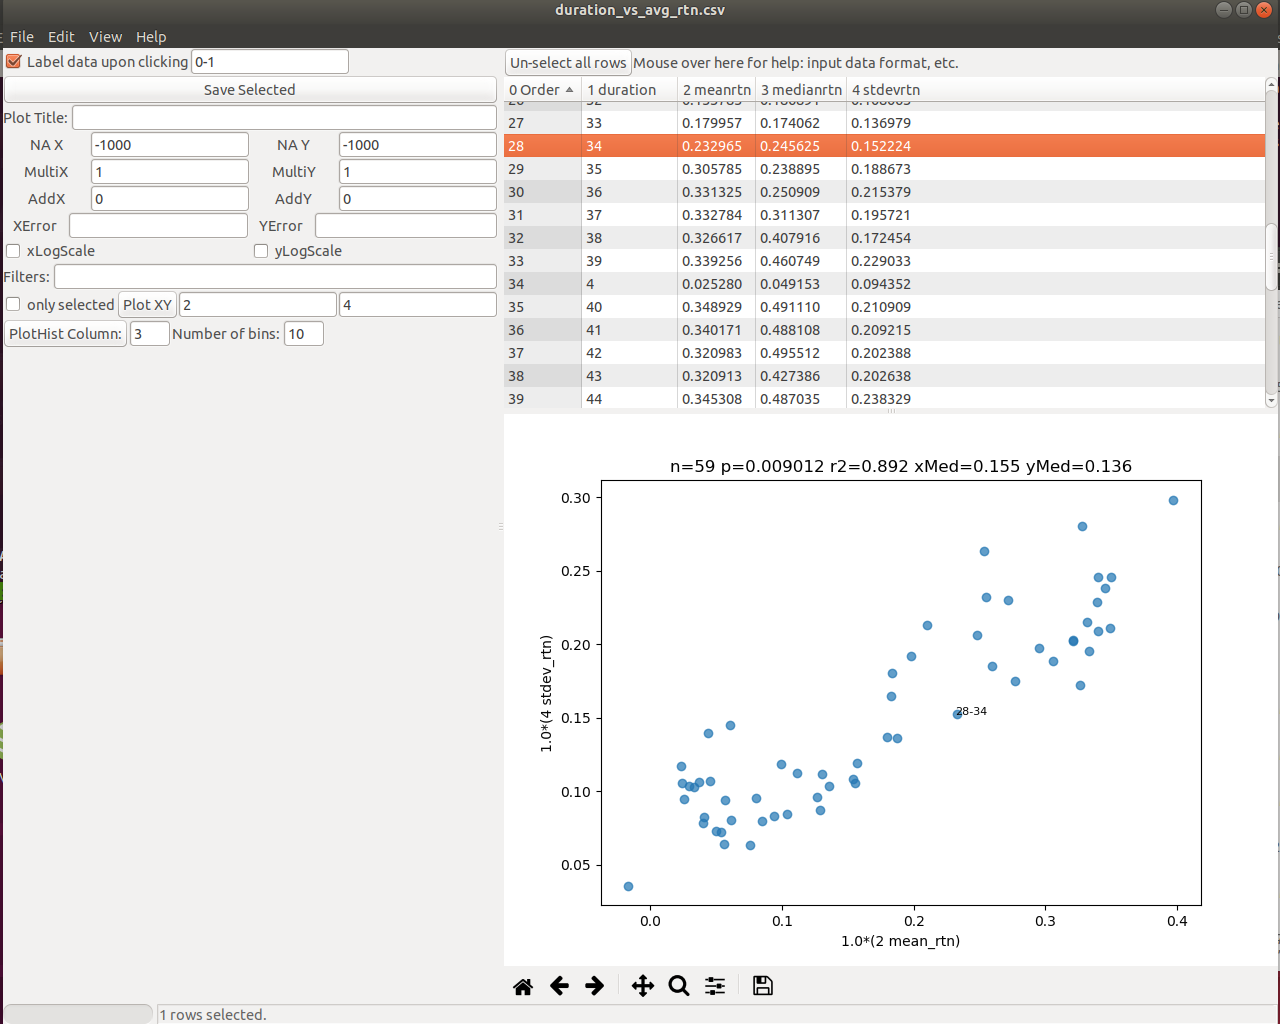 duration_vs_avg_rtn.csv
File Edit View Help
Label data upon clicking 0-1
Save Selected
Plot Title:
NA X -1000 NA Y -1000
MultiX 1 MultiY 1
AddX 0 AddY 0
XError YError
xLogScale yLogScale
Filters:
only selected Plot XY 2 4
PlotHist Column: 3 Number of bins: 10
Un-select all rows Mouse over here for help: input data format, etc.
0 Order 1 duration 2 meanrtn 3 medianrtn 4 stdevrtn
27 33 0.179957 0.174062 0.136979
28 34 0.232965 0.245625 0.152224
29 35 0.305785 0.238895 0.188673
30 36 0.331325 0.250909 0.215379
31 37 0.332784 0.311307 0.195721
32 38 0.326617 0.407916 0.172454
33 39 0.339256 0.460749 0.229033
34 4 0.025280 0.049153 0.094352
35 40 0.348929 0.491110 0.210909
36 41 0.340171 0.488108 0.209215
37 42 0.320983 0.495512 0.202388
38 43 0.320913 0.427386 0.202638
39 44 0.345308 0.487035 0.238329
n=59 p=0.009012 r2=0.892 xMed=0.155 yMed=0.136
0.30
0.25
0.20
0.15
0.10
0.05
1.0*(4 stdev_rtn)
28-34
0.0 0.1 0.2 0.3 0.4
1.0*(2 mean_rtn)
1 rows selected.